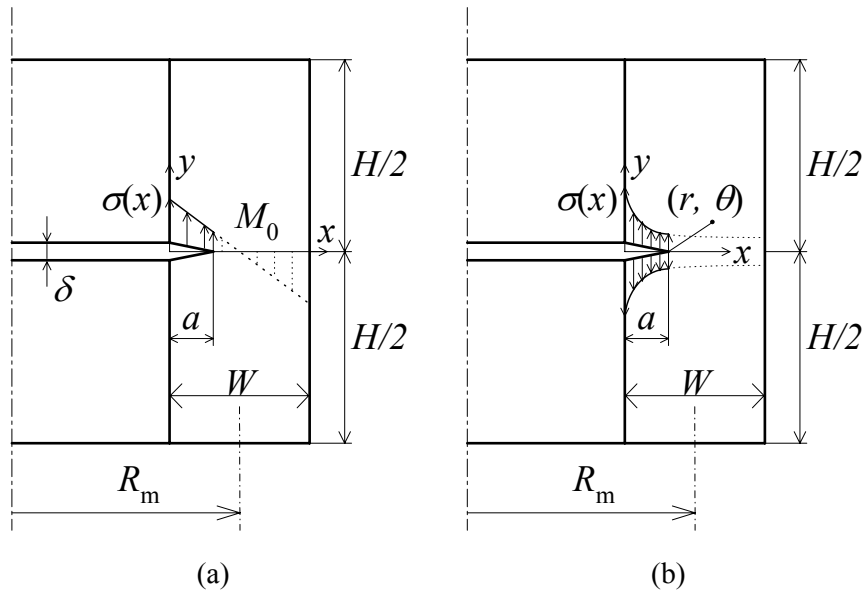 y
σ(x)
M₀
x
δ
a
W
H/2
H/2
Rₘ
(a)
y
σ(x)
(r, θ)
x
a
W
H/2
H/2
Rₘ
(b)